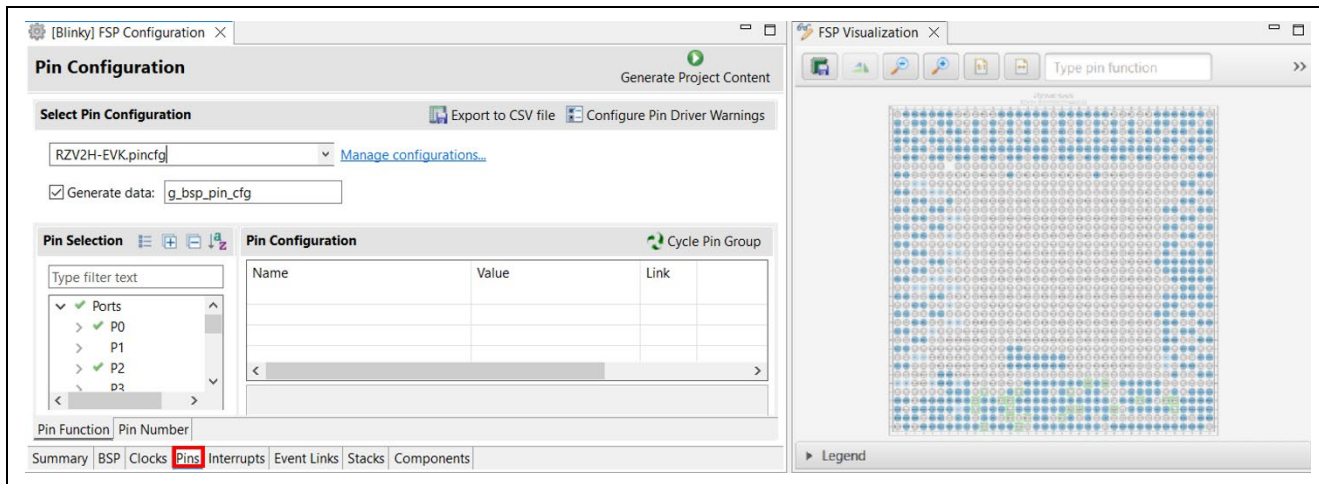 [Blinky] FSP Configuration
Pin Configuration
Generate Project Content
Select Pin Configuration
Export to CSV file
Configure Pin Driver Warnings
RZV2H-EVK.pincfg
Manage configurations...
Generate data:
g_bsp_pin_cfg
Pin Selection
Type filter text
Ports
P0
P1
P2
P3
Pin Configuration
Cycle Pin Group
Name Value Link
Pin Function Pin Number
Summary BSP Clocks Pins Interrupts Event Links Stacks Components
FSP Visualization
Type pin function
Legend